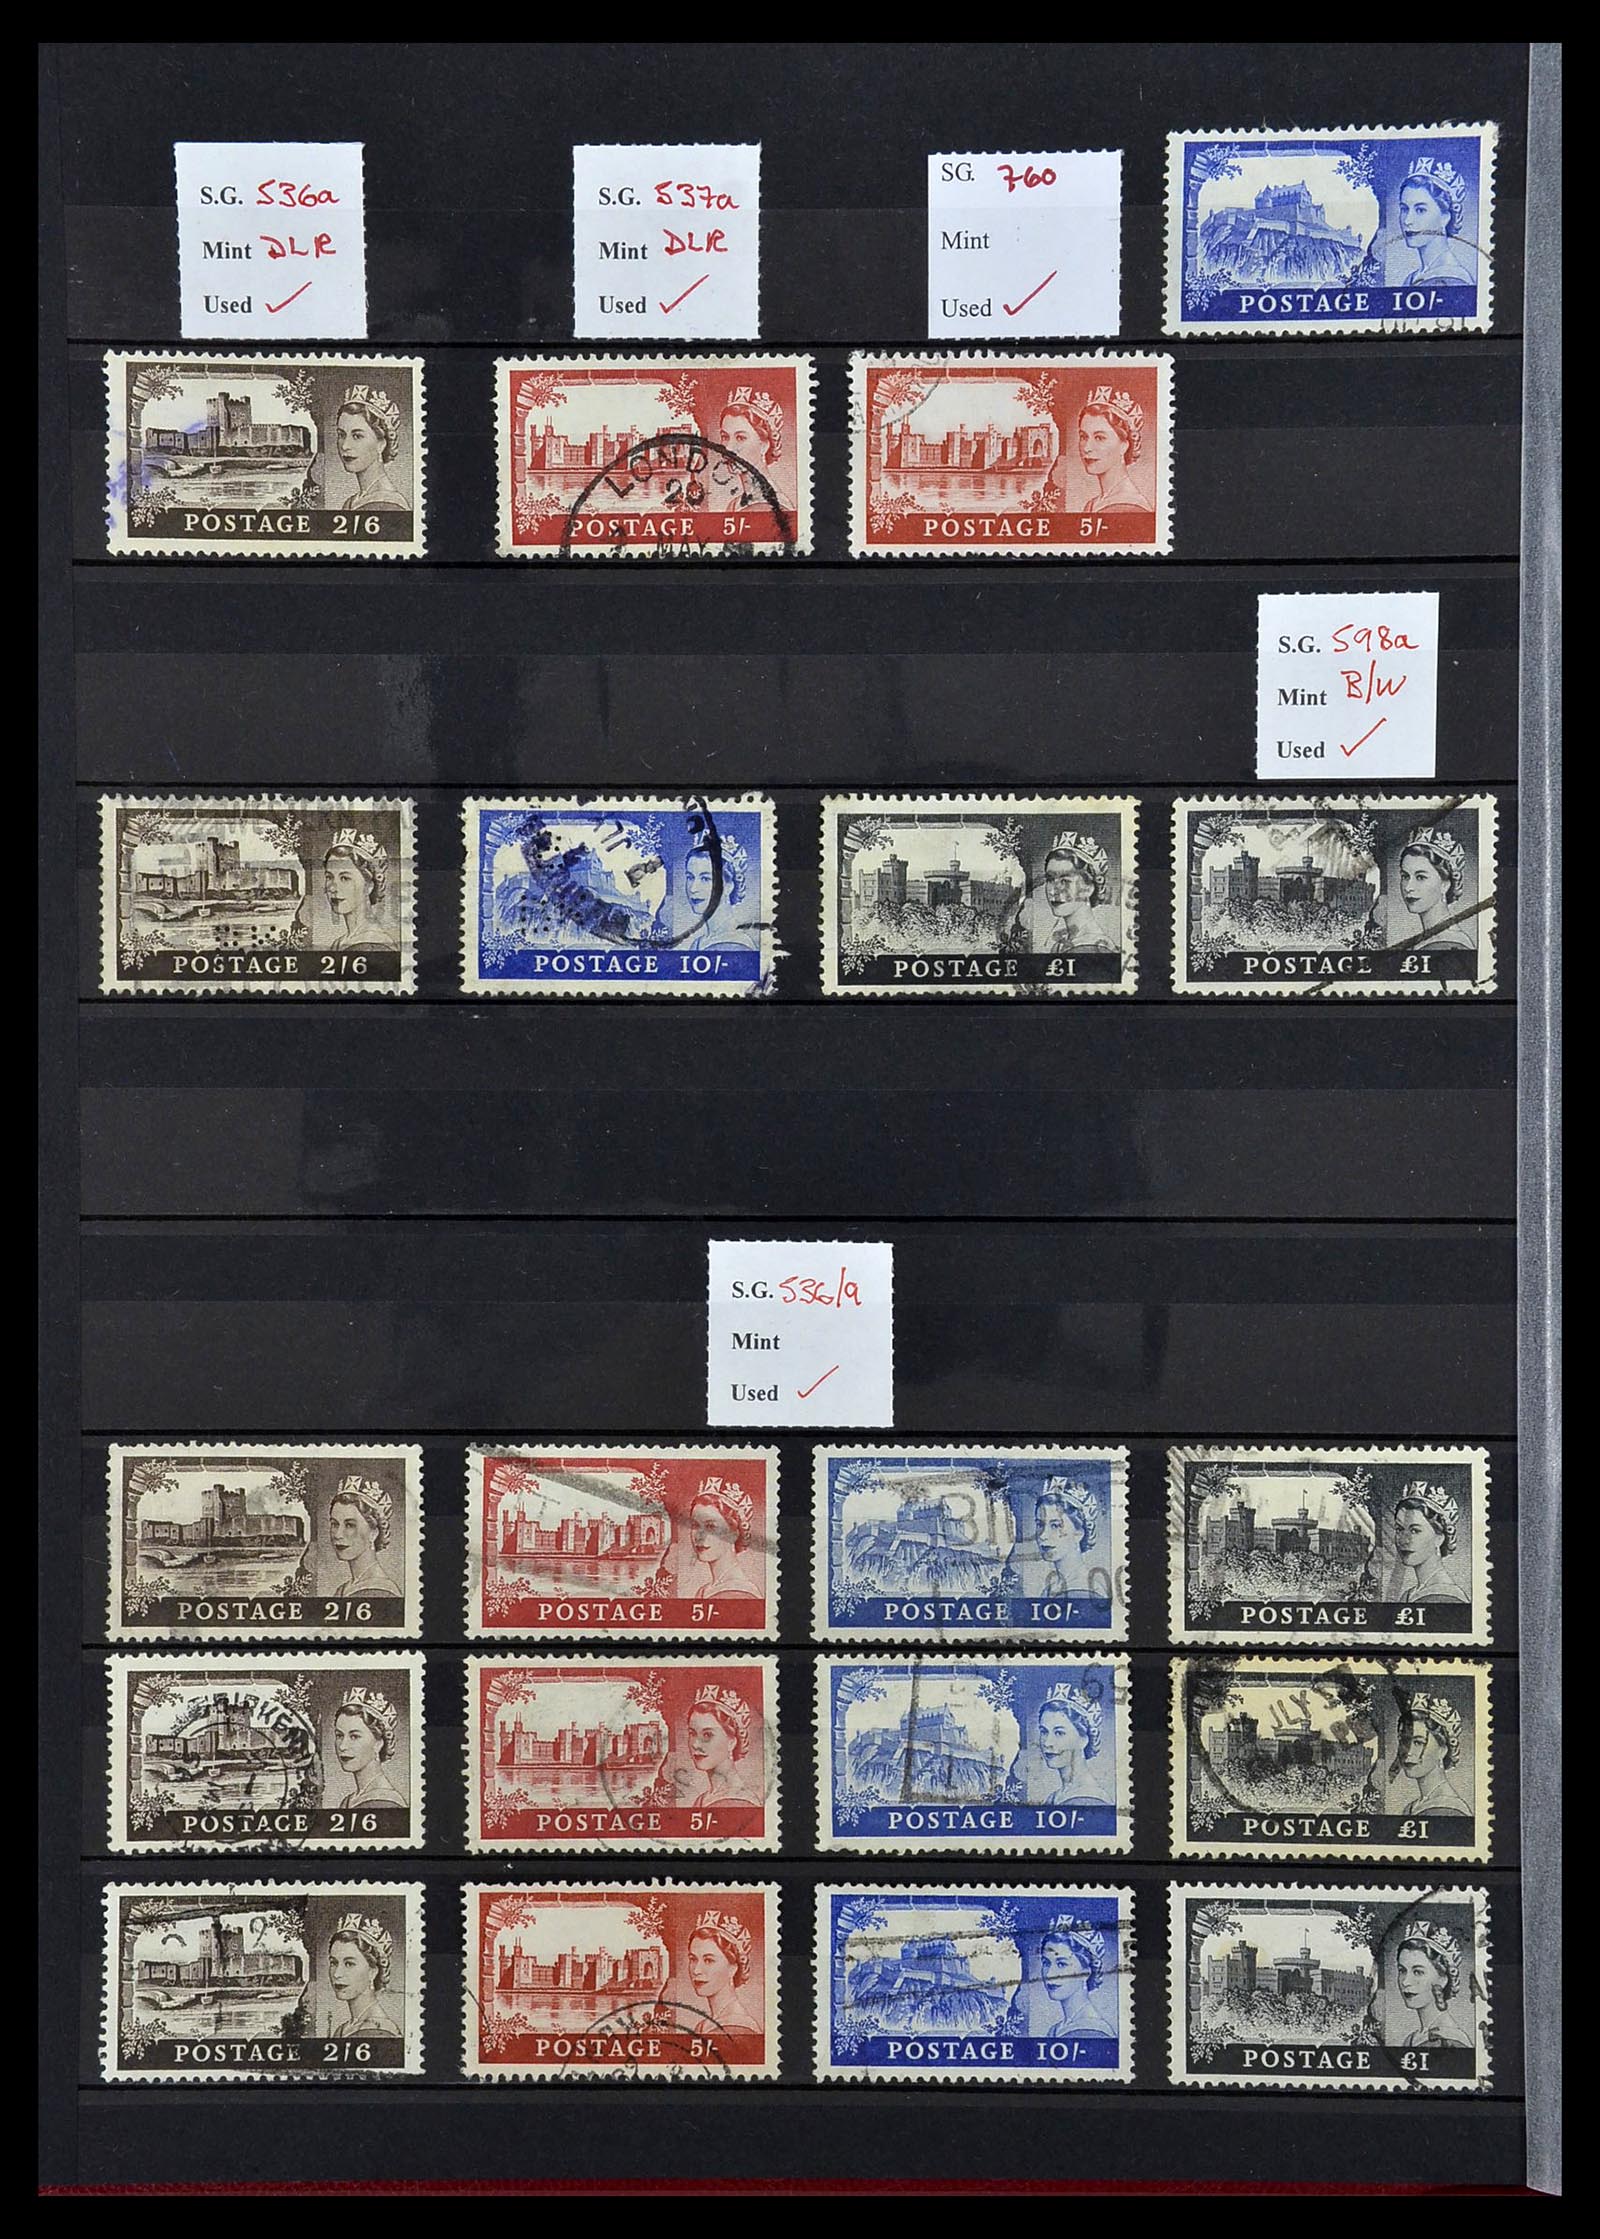 S.G. 536a
Mint DLR
Used ✓
S.G. 537a
Mint DLR
Used ✓
SG. 760
Mint
Used ✓
POSTAGE 10/-
POSTAGE 2/6
LONDON
20
MAY
POSTAGE 5/-
POSTAGE 5/-
S.G. 598a
Mint B/W
Used ✓
POSTAGE 2/6
POSTAGE 10/-
POSTAGE £1
POSTAGE £1
S.G. 536/9
Mint
Used ✓
POSTAGE 2/6
POSTAGE 5/-
POSTAGE 10/-
POSTAGE £1
POSTAGE 2/6
POSTAGE 5/-
POSTAGE 10/-
POSTAGE £1
POSTAGE 2/6
POSTAGE 5/-
POSTAGE 10/-
POSTAGE £1